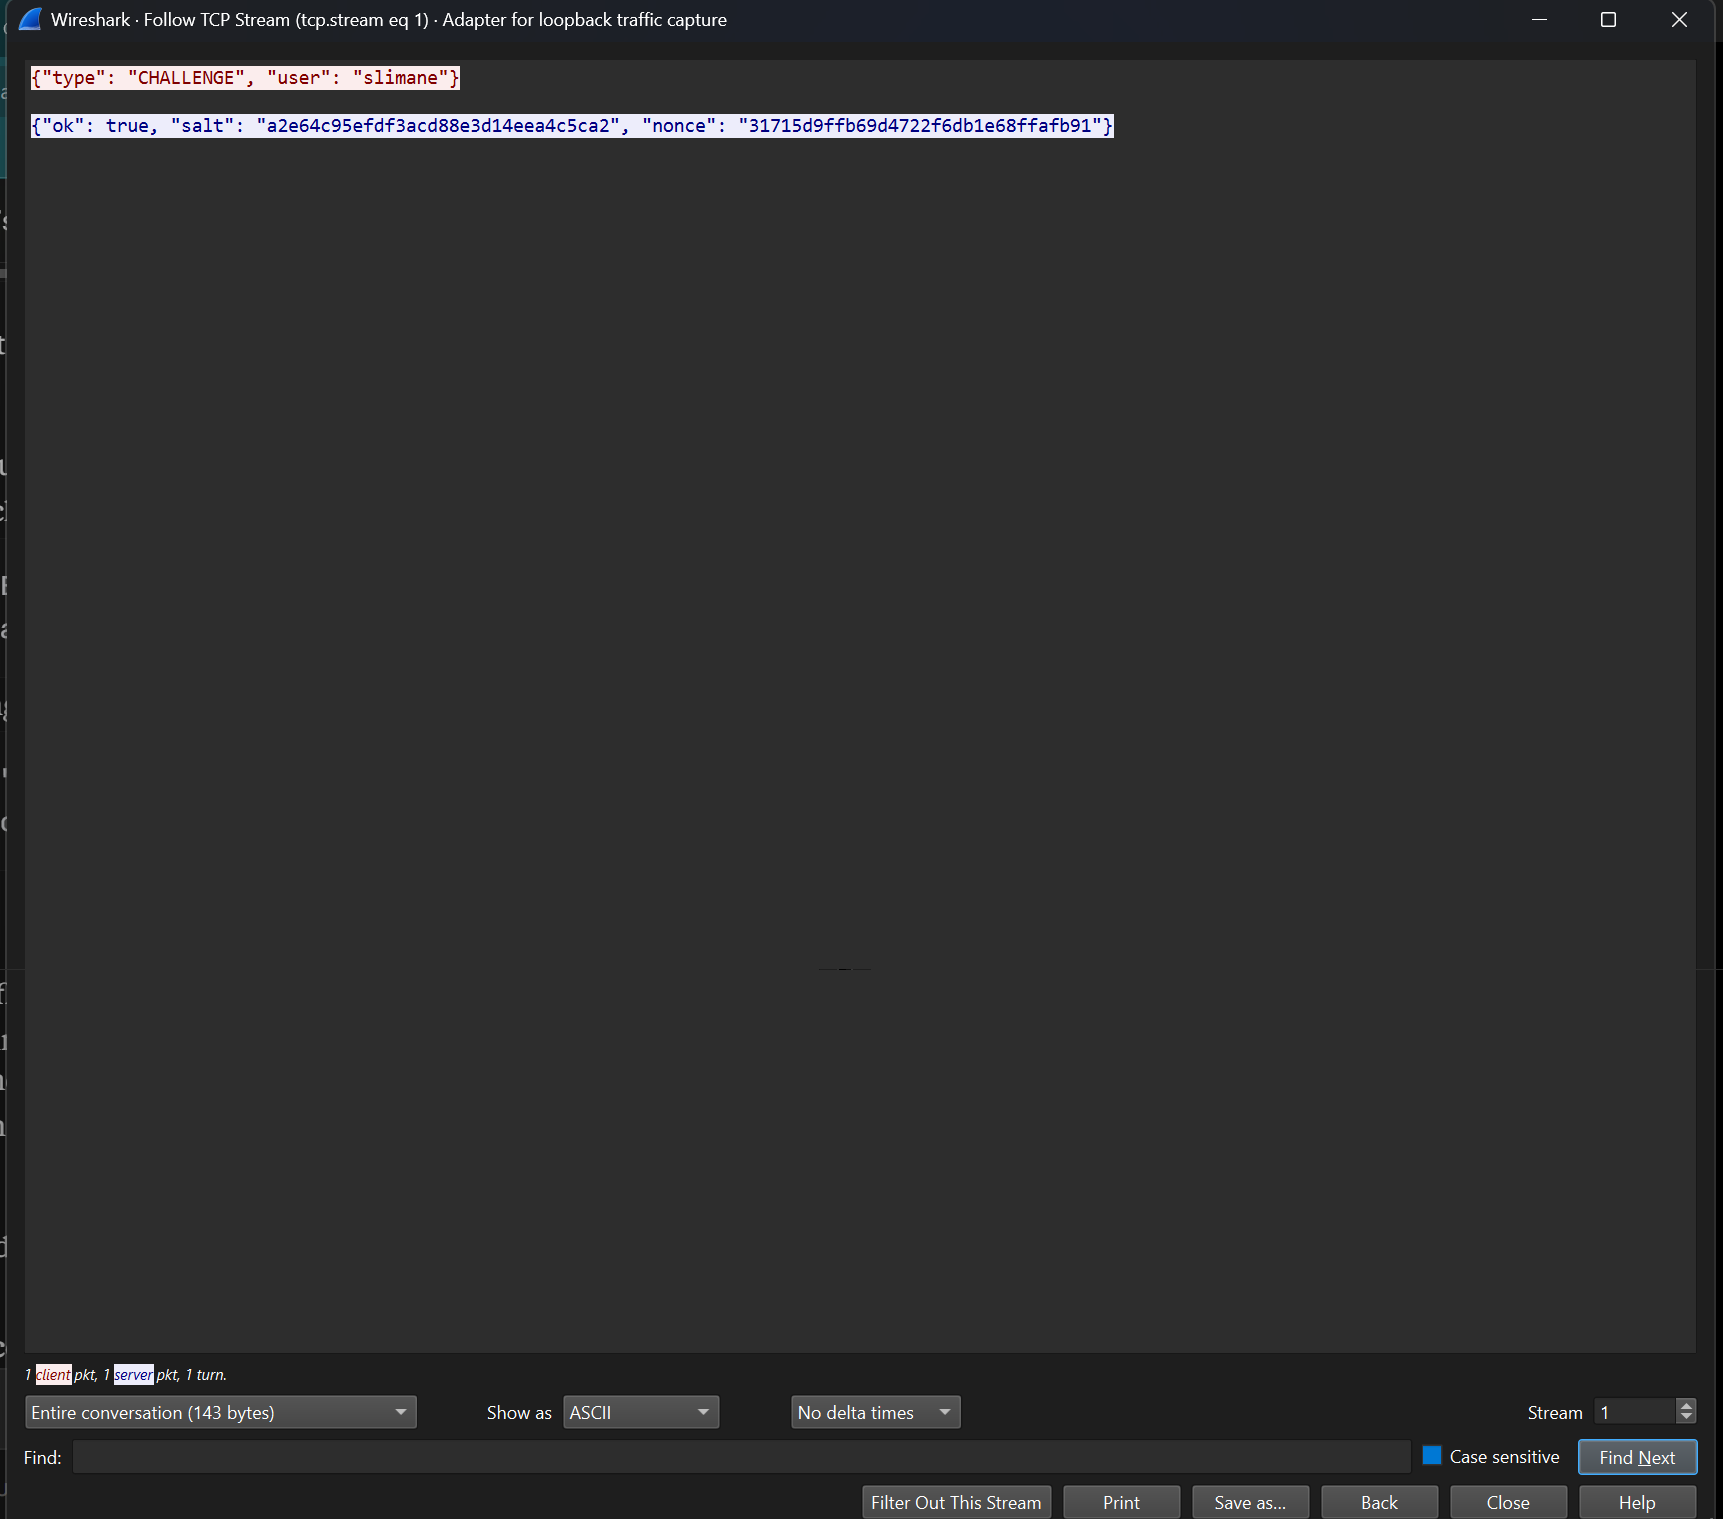 Wireshark · Follow TCP Stream (tcp.stream eq 1) · Adapter for loopback traffic capture
{"type": "CHALLENGE", "user": "slimane"}
{"ok": true, "salt": "a2e64c95efdf3acd88e3d14eea4c5ca2", "nonce": "31715d9ffb69d4722f6db1e68ffafb91"}
1 client pkt, 1 server pkt, 1 turn.
Entire conversation (143 bytes) Show as ASCII No delta times Stream 1
Find: Case sensitive Find Next
Filter Out This Stream Print Save as... Back Close Help